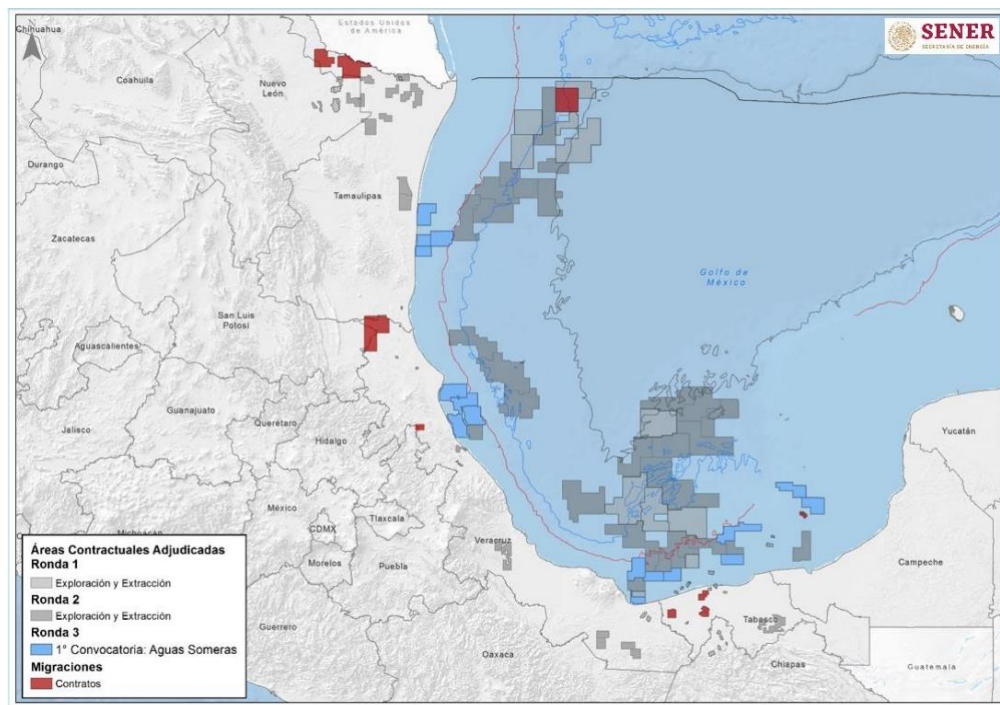 Chihuahua
Estados Unidos
de América
SENER
SECRETARÍA DE ENERGÍA
Coahuila
Nuevo
León
Durango
Tamaulipas
Zacatecas
Golfo de
México
San Luis
Potosí
Aguascalientes
Guanajuato
Querétaro
Jalisco
Hidalgo
Yucatán
México
Tlaxcala
CDMX
Michoacán
Veracruz
Morelos
Puebla
Campeche
Guerrero
Tabasco
Oaxaca
Chiapas
Guatemala
Áreas Contractuales Adjudicadas
Ronda 1
Exploración y Extracción
Ronda 2
Exploración y Extracción
Ronda 3
1° Convocatoria: Aguas Someras
Migraciones
Contratos